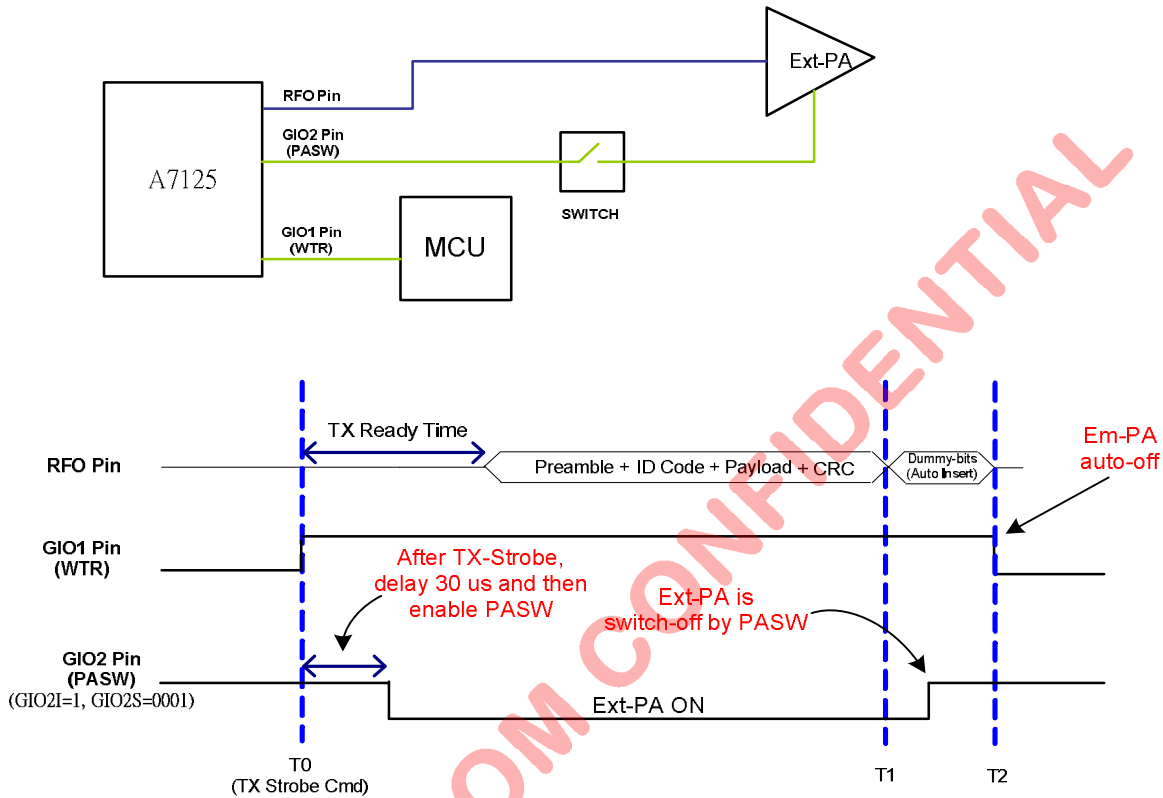 Ext-PA
RFO Pin
GIO2 Pin
(PASW)
A7125
SWITCH
GIO1 Pin
(WTR)
MCU
TX Ready Time
Em-PA
auto-off
RFO Pin
Preamble + ID Code + Payload + CRC
Dummy-bits
(Auto Insert)
GIO1 Pin
(WTR)
After TX-Strobe,
delay 30 us and then
enable PASW
Ext-PA is
switch-off by PASW
GIO2 Pin
(PASW)
(GIO2I=1, GIO2S=0001)
Ext-PA ON
T0
(TX Strobe Cmd)
T1
T2
OM CONFIDENTIAL